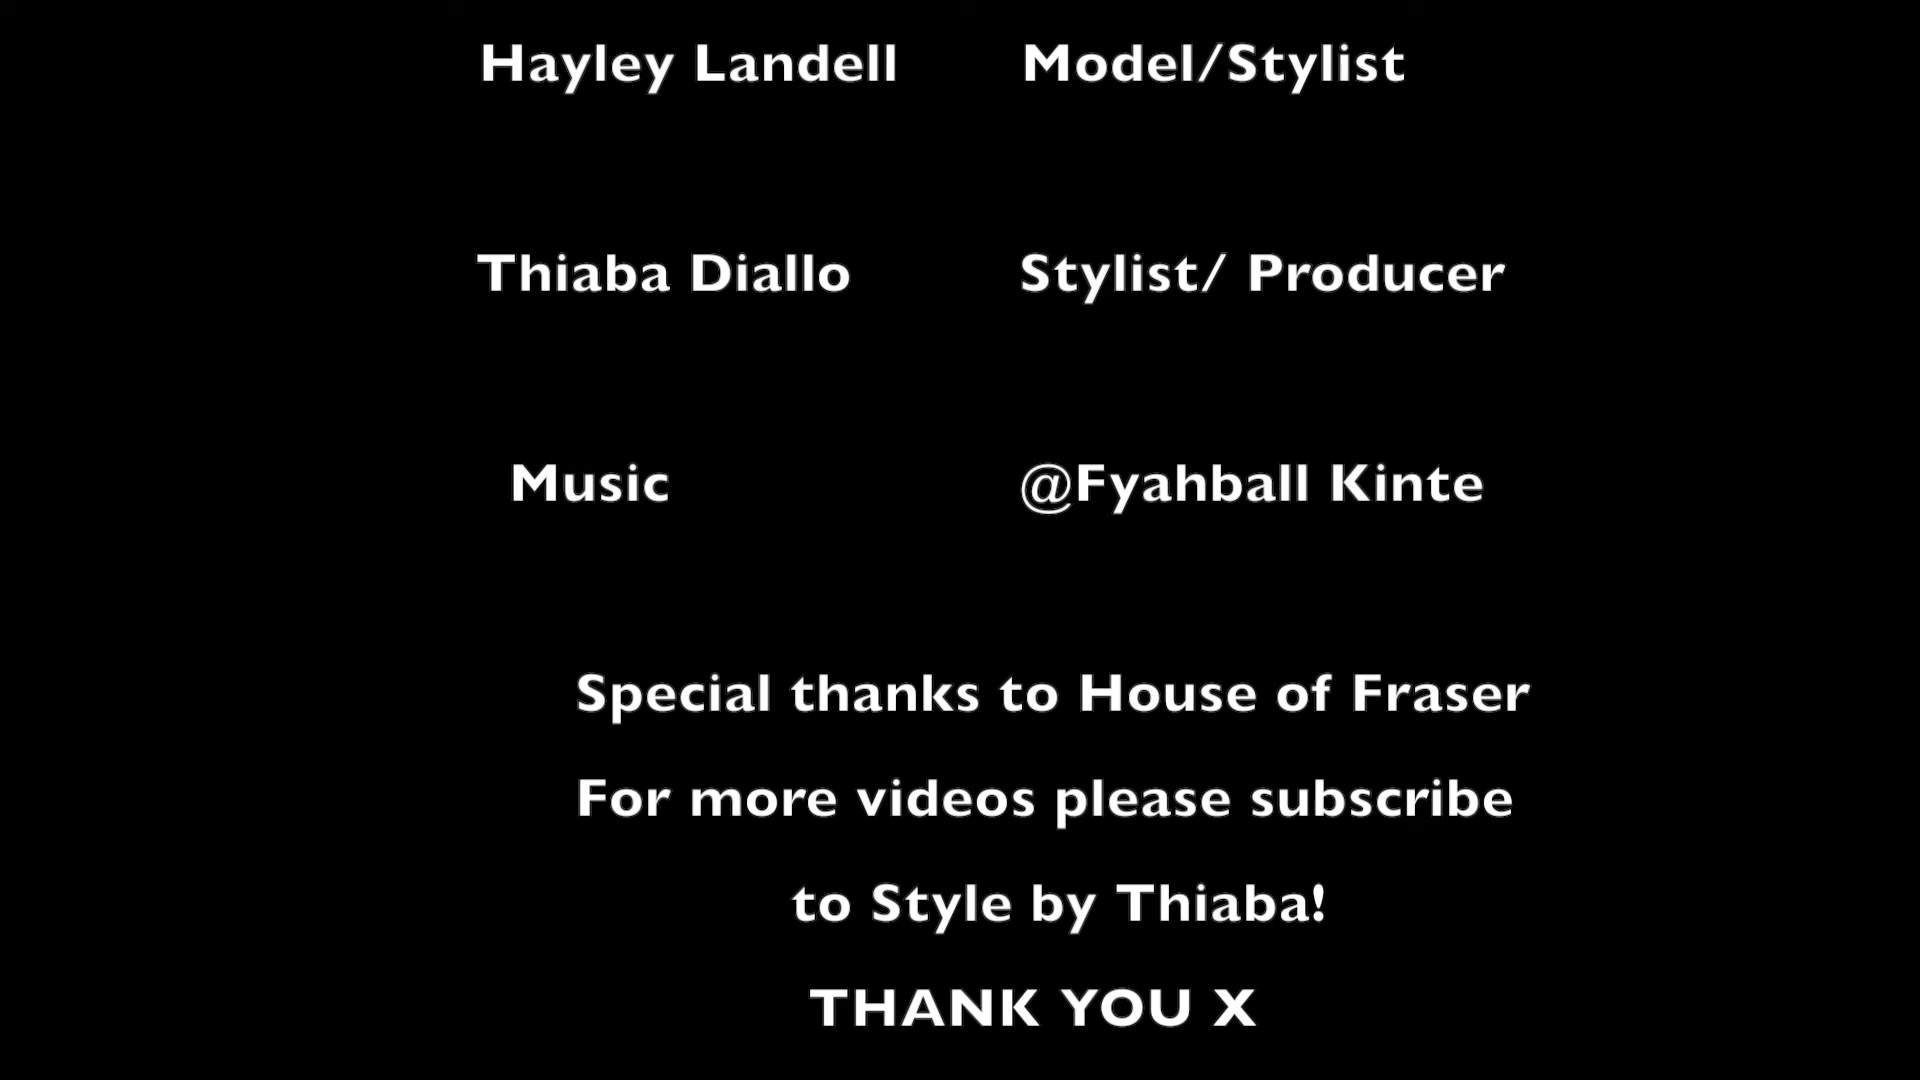 Hayley Landell Model/Stylist
Thiaba Diallo Stylist/ Producer
Music @Fyahball Kinte
Special thanks to House of Fraser
For more videos please subscribe
to Style by Thiaba!
THANK YOU X